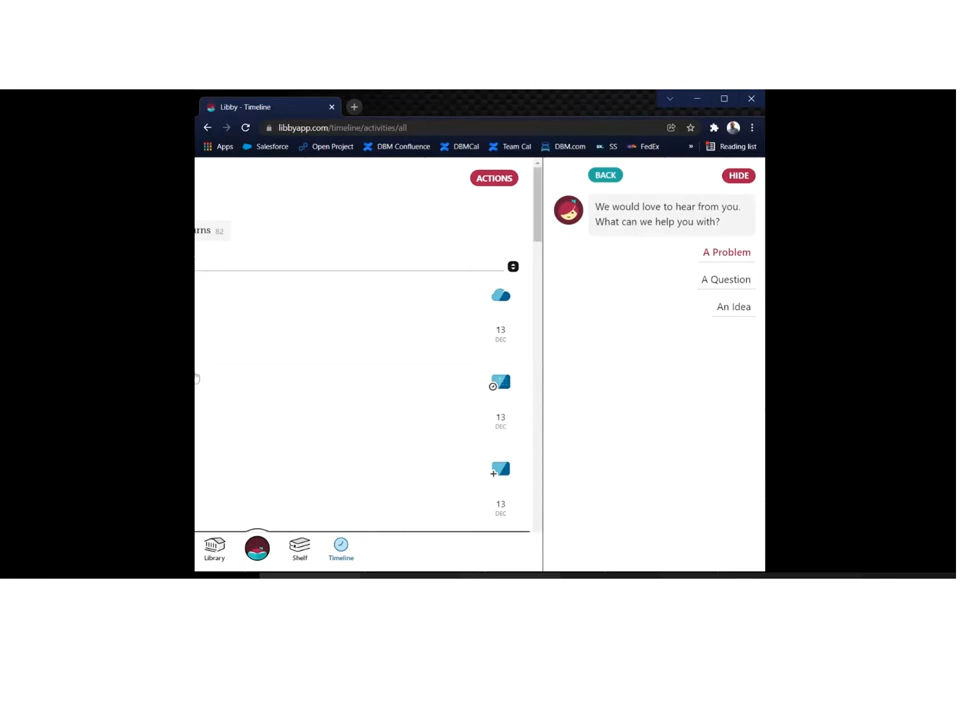 Libby - Timeline
libbyapp.com/timeline/activities/all
Apps Salesforce Open Project DBM Confluence DBMCal Team Cal DBM.com SS FedEx » Reading list
ACTIONS
BACK
HIDE
We would love to hear from you.
What can we help you with?
A Problem
A Question
An Idea
urns 82
13
DEC
13
DEC
13
DEC
Library
Shelf
Timeline